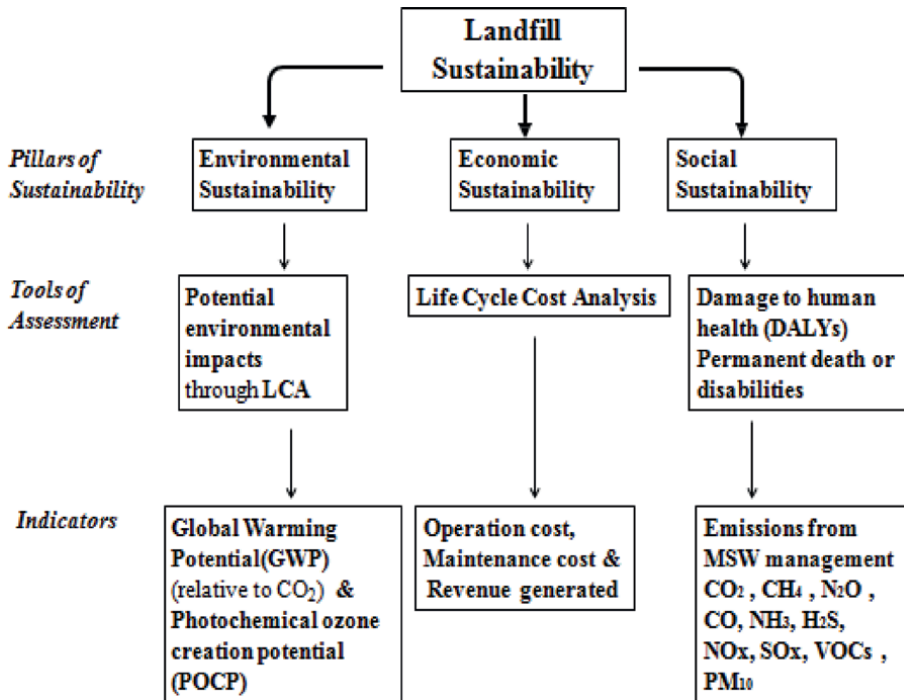 Landfill
Sustainability
Pillars of
Sustainability
Environmental
Sustainability
Economic
Sustainability
Social
Sustainability
Tools of
Assessment
Potential
environmental
impacts
through LCA
Life Cycle Cost Analysis
Damage to human
health (DALYs)
Permanent death or
disabilities
Indicators
Global Warming
Potential(GWP)
(relative to CO₂) &
Photochemical ozone
creation potential
(POCP)
Operation cost,
Maintenance cost &
Revenue generated
Emissions from
MSW management
CO₂ , CH₄ , N₂O ,
CO, NH₃, H₂S,
NOx, SOx, VOCs ,
PM₁₀